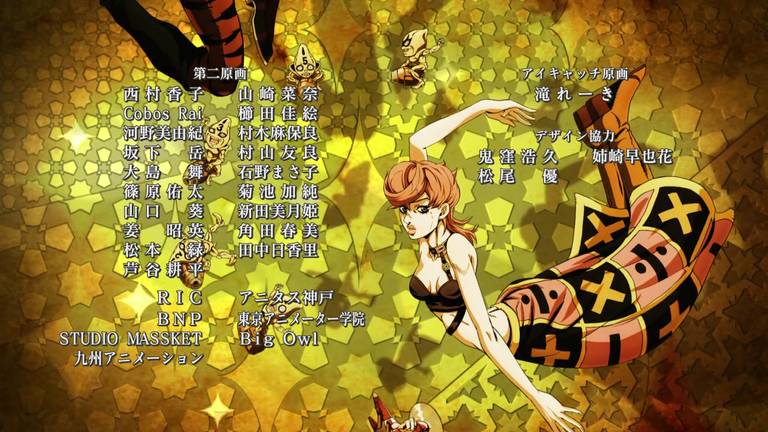 第二原画
西村香子 山崎菜奈
Cobos Rai 櫛田佳絵
河野美由紀 村木麻保良
坂下 岳 村山友良
大島 舞 石野まさ子
篠原佑太 菊池加純
山口 葵 新田美月姫
姜 昭英 角田春美
松本 緑 田中日香里
芦谷耕平
RIC アニタス神戸
BNP 東京アニメーター学院
STUDIO MASSKET Big Owl
九州アニメーション
アイキャッチ原画
滝れーき
デザイン協力
鬼窪浩久 姉崎早也花
松尾 優
5